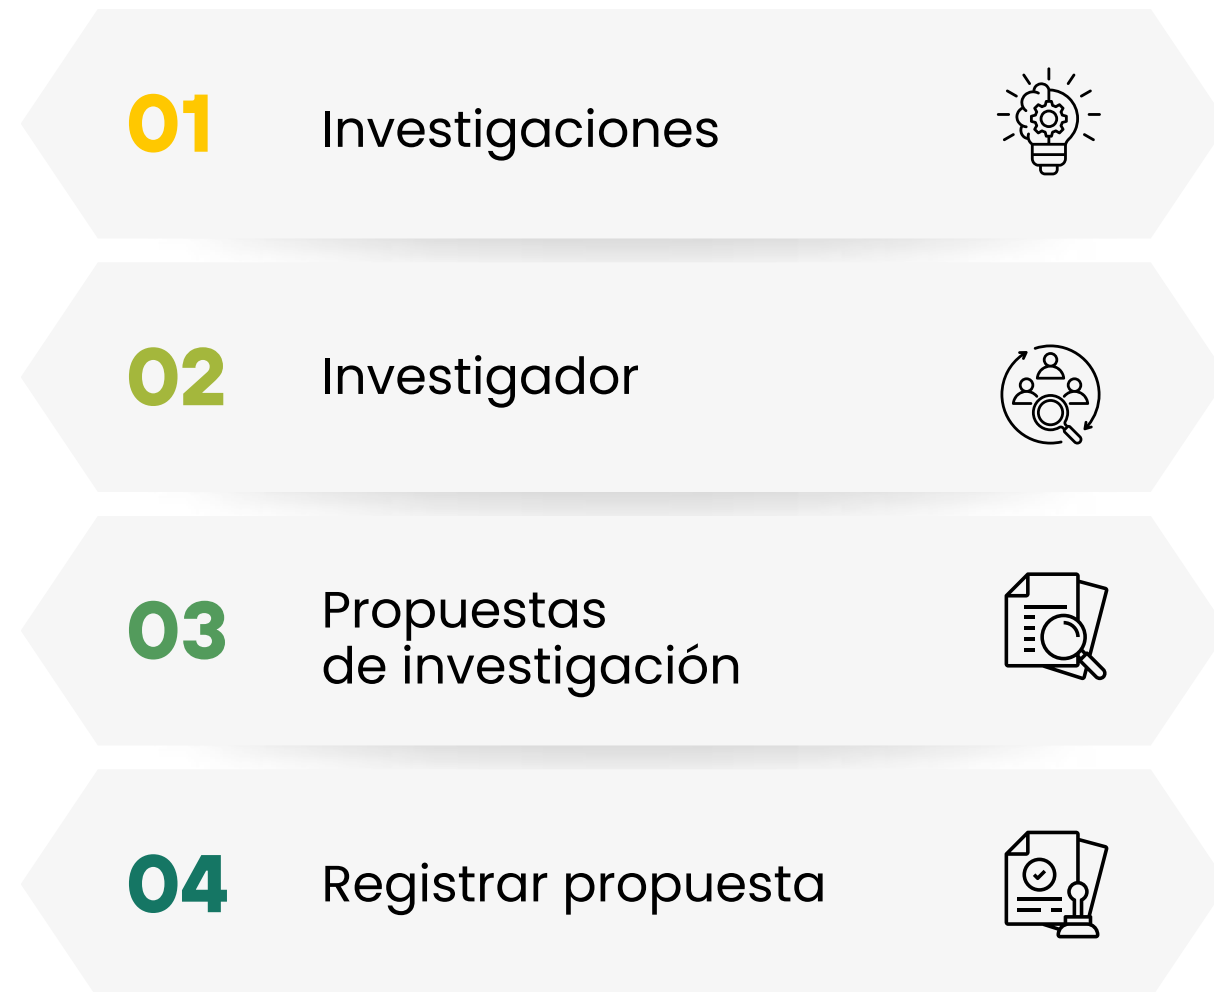 01
Investigaciones
02
Investigador
03
Propuestas
de investigación
04
Registrar propuesta